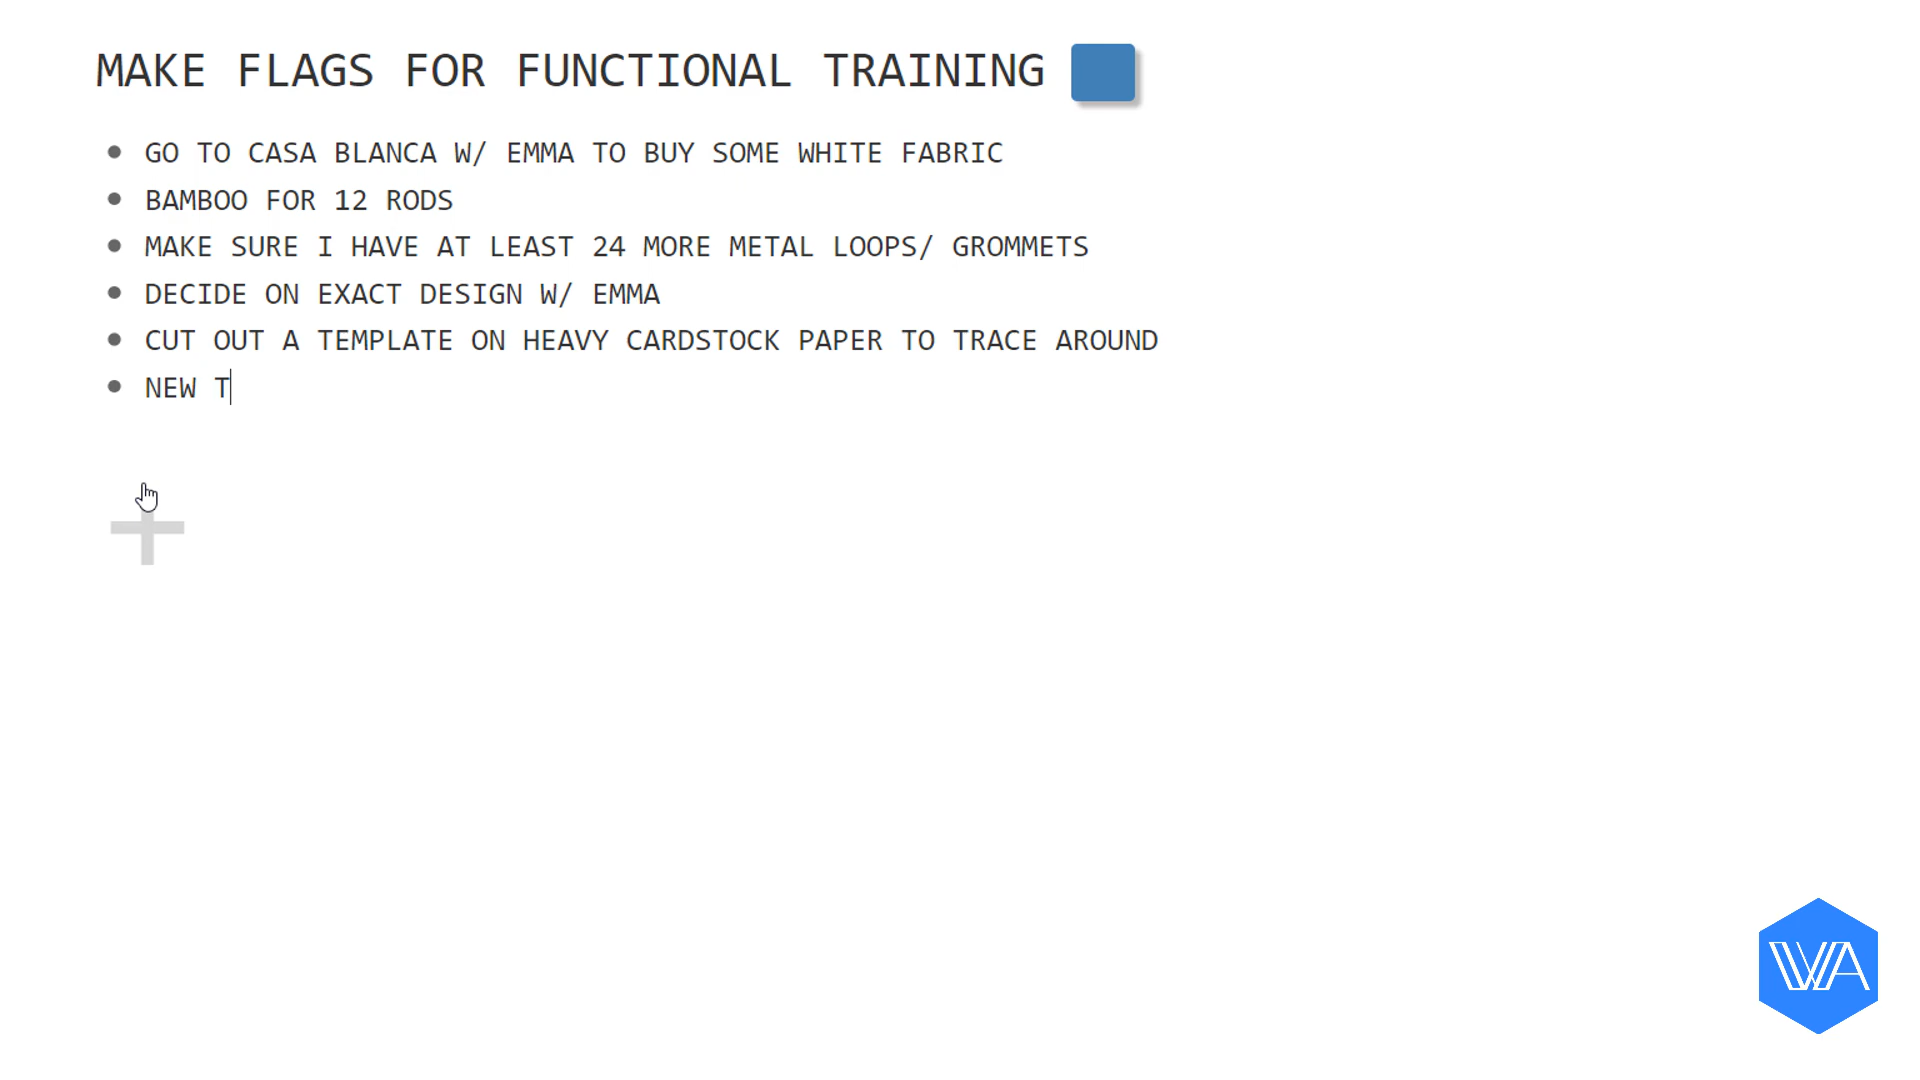 MAKE FLAGS FOR FUNCTIONAL TRAINING
GO TO CASA BLANCA W/ EMMA TO BUY SOME WHITE FABRIC
BAMBOO FOR 12 RODS
MAKE SURE I HAVE AT LEAST 24 MORE METAL LOOPS/ GROMMETS
DECIDE ON EXACT DESIGN W/ EMMA
CUT OUT A TEMPLATE ON HEAVY CARDSTOCK PAPER TO TRACE AROUND
NEW T
WA